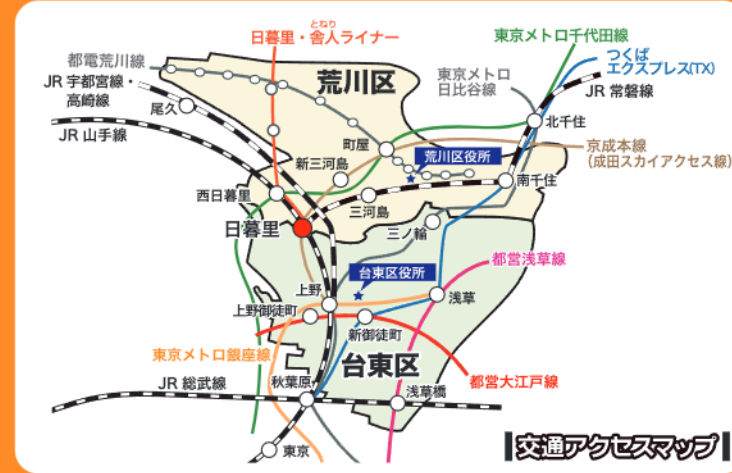 とねり
日暮里・舎人ライナー
東京メトロ千代田線
都電荒川線
つくば
エクスプレス(TX)
JR 宇都宮線・
高崎線
荒川区
東京メトロ
日比谷線
JR 常磐線
尾久
北千住
JR 山手線
町屋
京成本線
(成田スカイアクセス線)
新三河島
荒川区役所
西日暮里
南千住
三河島
日暮里
三ノ輪
都営浅草線
台東区役所
上野
浅草
上野御徒町
新御徒町
東京メトロ銀座線
台東区
JR 総武線
秋葉原
都営大江戸線
浅草橋
東京
交通アクセスマップ